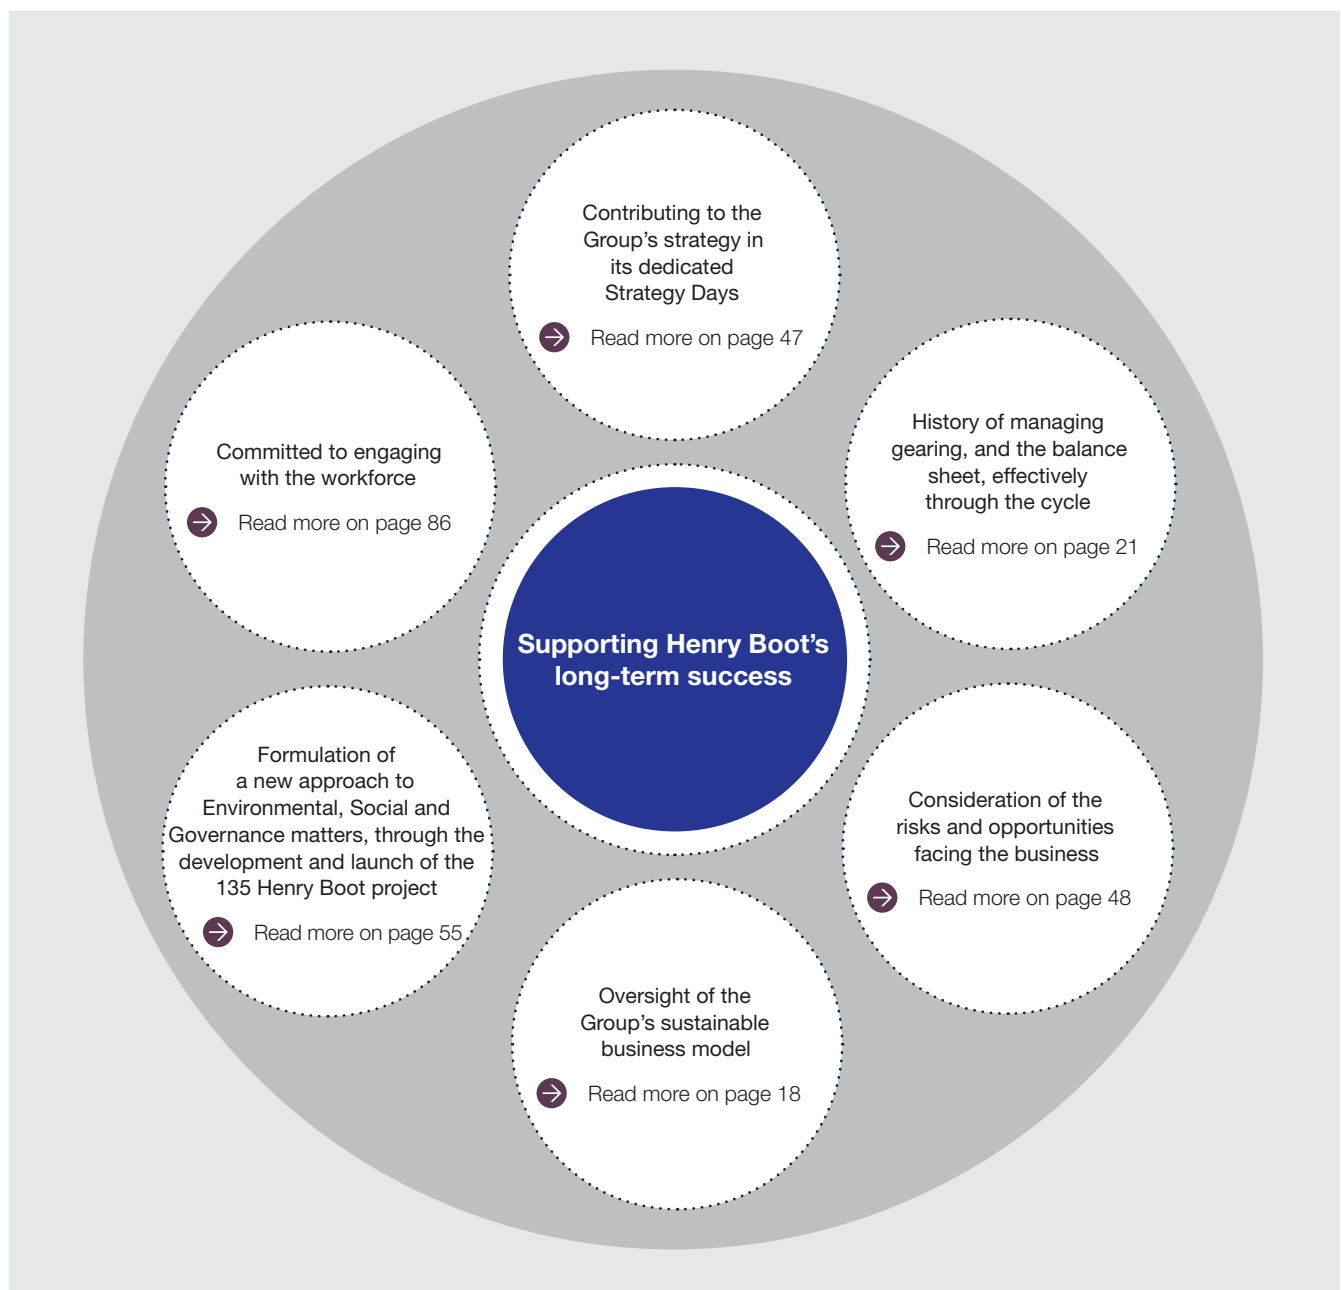 Contributing to the
Group’s strategy in
its dedicated
Strategy Days
Read more on page 47
History of managing
gearing, and the balance
sheet, effectively
through the cycle
Read more on page 21
Committed to engaging
with the workforce
Read more on page 86
Supporting Henry Boot’s
long-term success
Formulation of
a new approach to
Environmental, Social and
Governance matters, through the
development and launch of the
135 Henry Boot project
Read more on page 55
Consideration of the
risks and opportunities
facing the business
Read more on page 48
Oversight of the
Group’s sustainable
business model
Read more on page 18